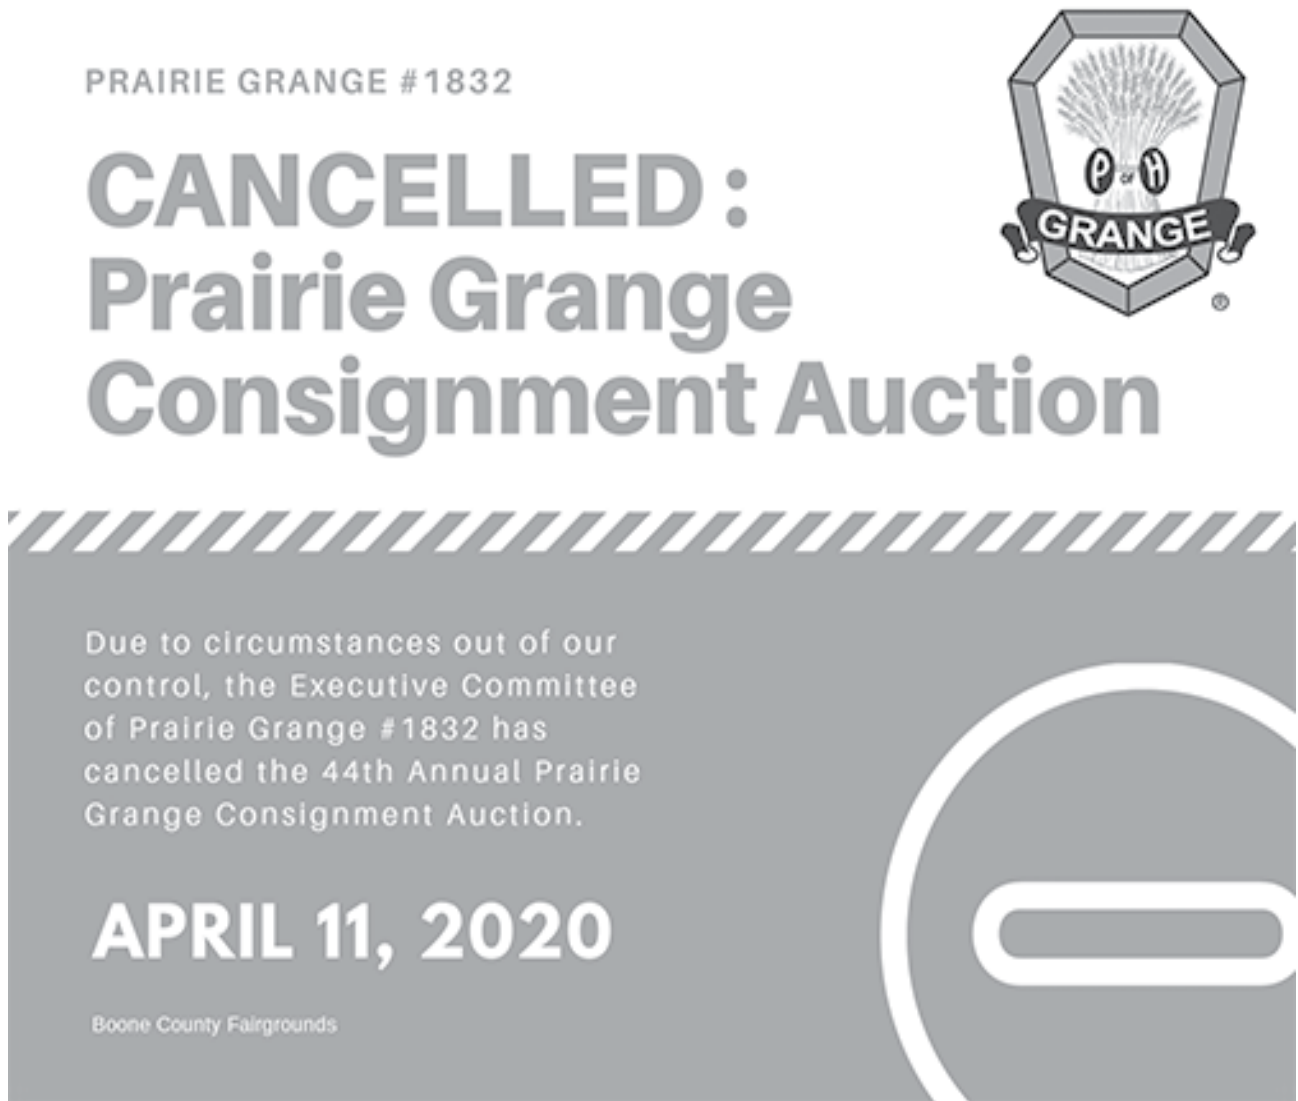 PRAIRIE GRANGE #1832
CANCELLED :
Prairie Grange
Consignment Auction
P OF H
GRANGE
®
Due to circumstances out of our
control, the Executive Committee
of Prairie Grange #1832 has
cancelled the 44th Annual Prairie
Grange Consignment Auction.
APRIL 11, 2020
Boone County Fairgrounds